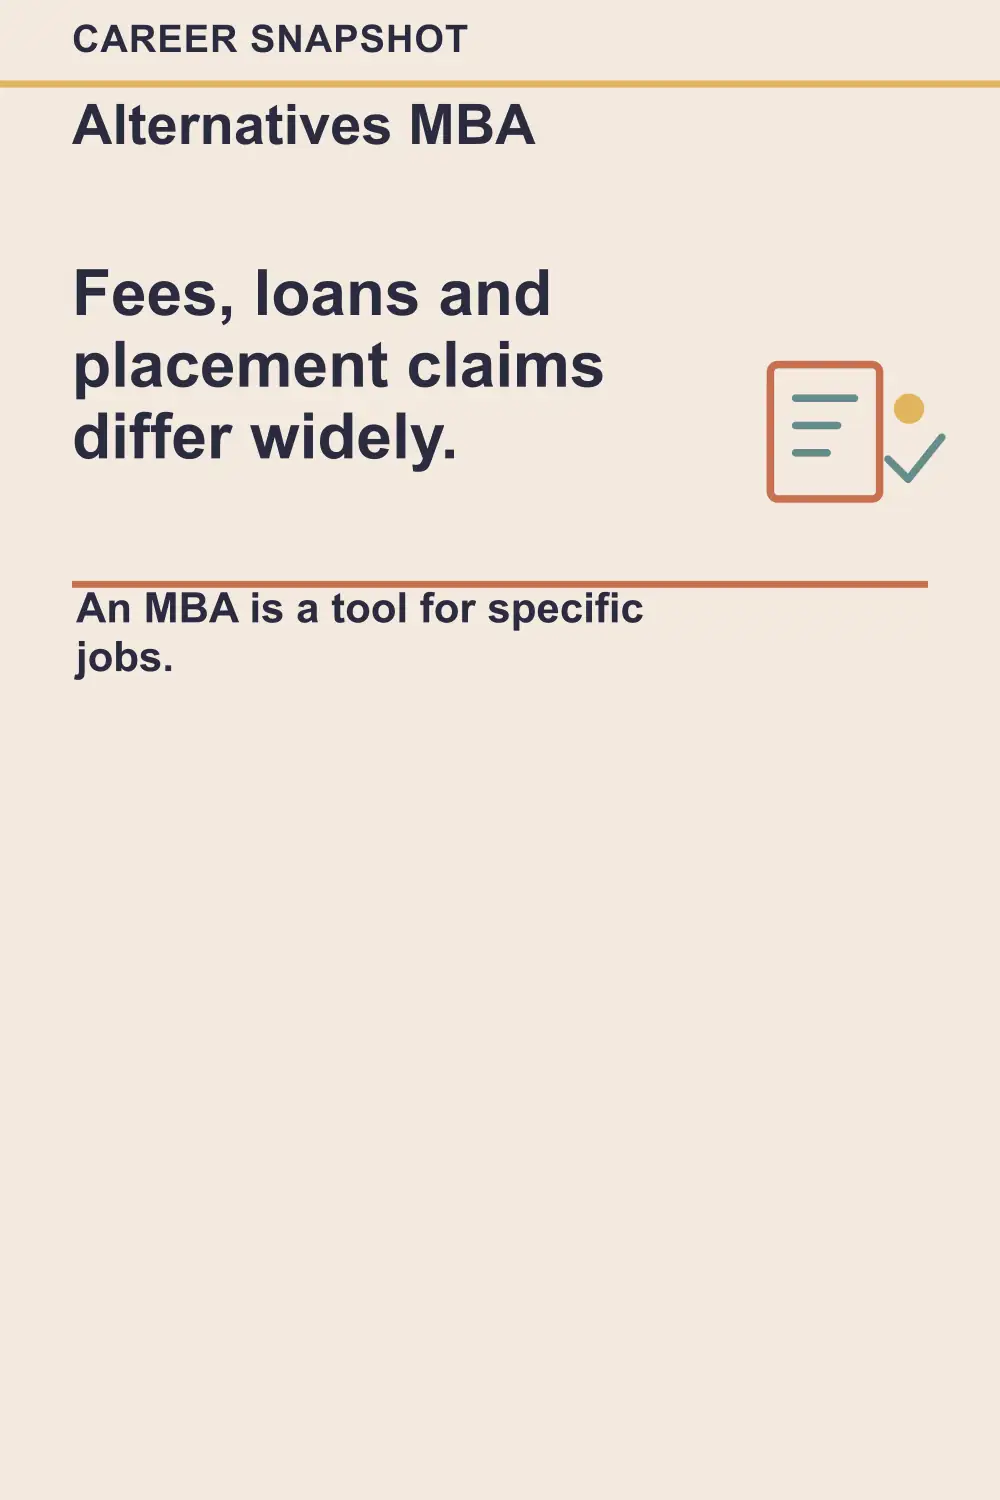 CAREER SNAPSHOT
Alternatives MBA
Fees, loans and
placement claims
differ widely.
An MBA is a tool for specific
jobs.